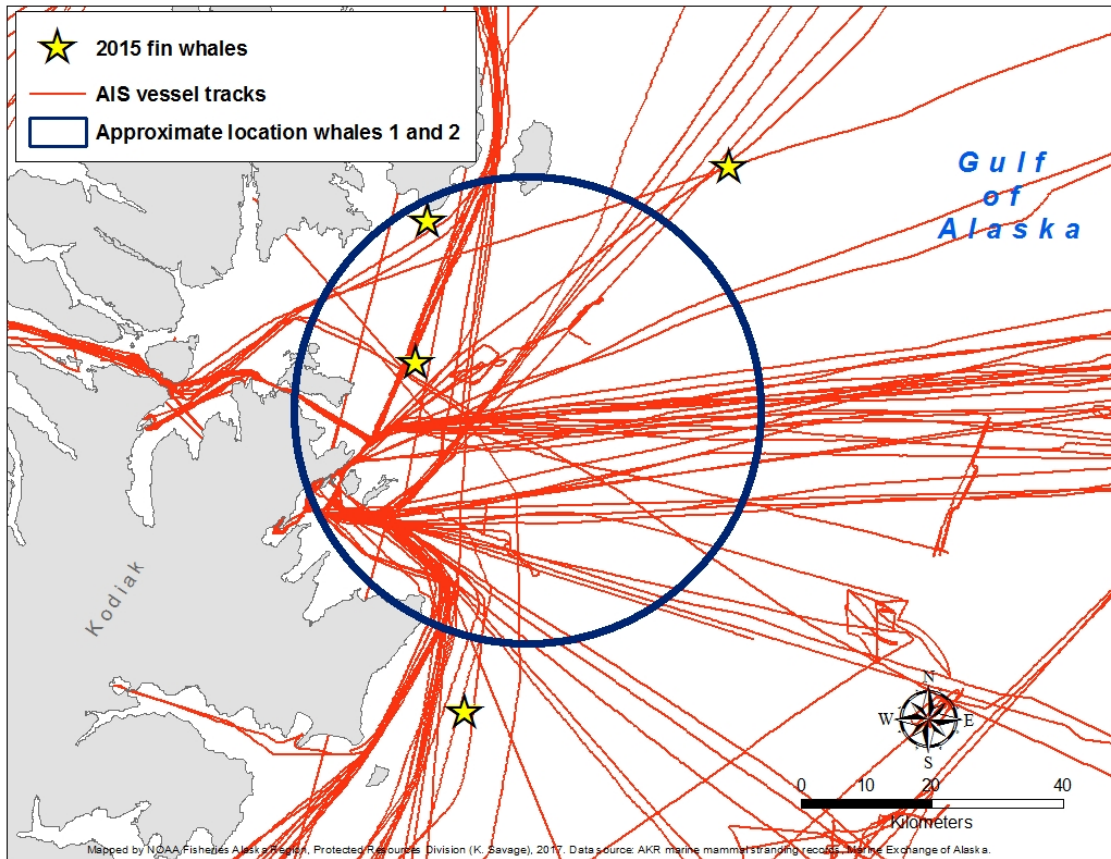 2015 fin whales
AIS vessel tracks
Approximate location whales 1 and 2
Gulf
of
Alaska
Kodiak
N
W E
S
0 10 20 40
Kilometers
Mapped by NOAA Fisheries Alaska Region, Protected Resources Division (K. Savage), 2017. Data source: AKR marine mammal stranding records, Marine Exchange of Alaska.